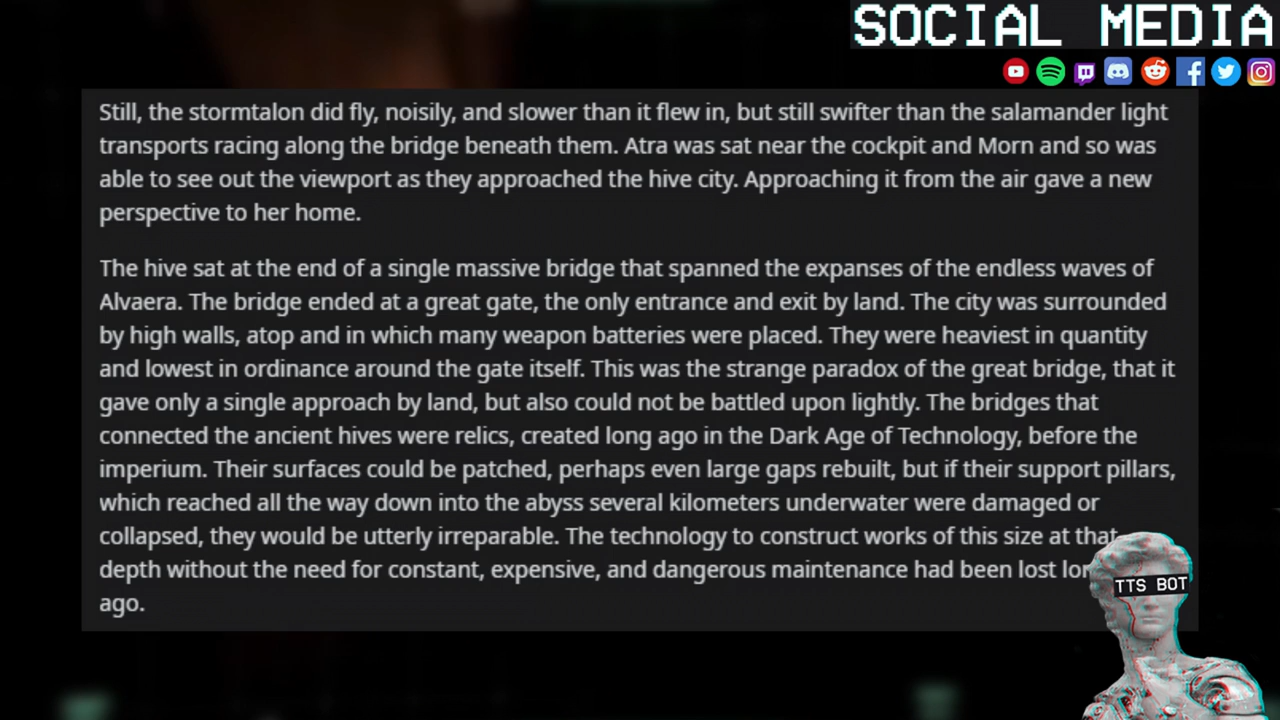 SOCIAL MEDIA
Still, the stormtalon did fly, noisily, and slower than it flew in, but still swifter than the salamander light
transports racing along the bridge beneath them. Atra was sat near the cockpit and Morn and so was
able to see out the viewport as they approached the hive city. Approaching it from the air gave a new
perspective to her home.
The hive sat at the end of a single massive bridge that spanned the expanses of the endless waves of
Alvaera. The bridge ended at a great gate, the only entrance and exit by land. The city was surrounded
by high walls, atop and in which many weapon batteries were placed. They were heaviest in quantity
and lowest in ordinance around the gate itself. This was the strange paradox of the great bridge, that it
gave only a single approach by land, but also could not be battled upon lightly. The bridges that
connected the ancient hives were relics, created long ago in the Dark Age of Technology, before the
imperium. Their surfaces could be patched, perhaps even large gaps rebuilt, but if their support pillars,
which reached all the way down into the abyss several kilometers underwater were damaged or
collapsed, they would be utterly irreparable. The technology to construct works of this size at that
depth without the need for constant, expensive, and dangerous maintenance had been lost
ago.
TTS BOT